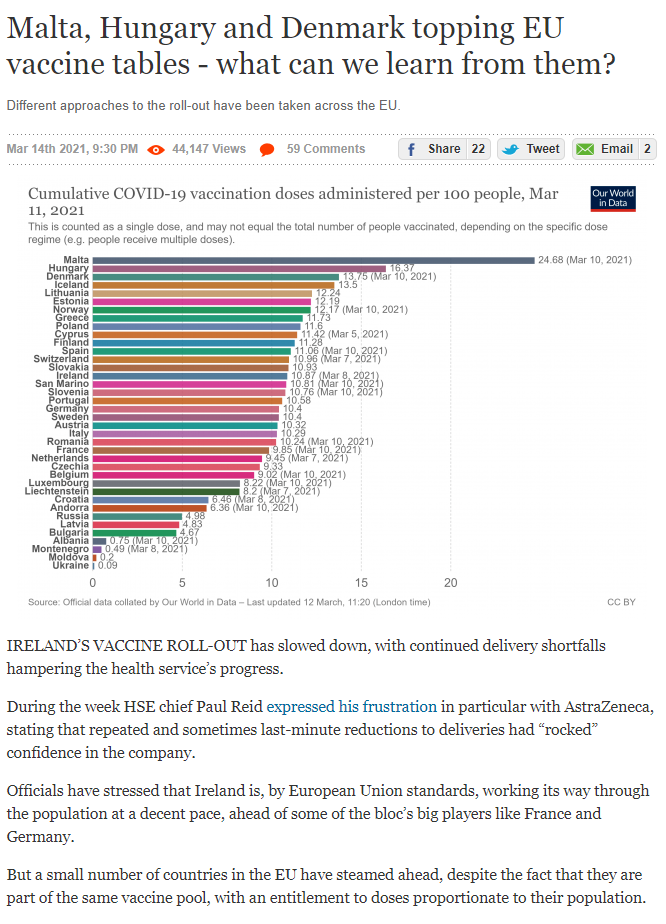 Malta, Hungary and Denmark topping EU
vaccine tables - what can we learn from them?
Different approaches to the roll-out have been taken across the EU.
Mar 14th 2021, 9:30 PM 44,147 Views 59 Comments Share 22 Tweet Email 2
Cumulative COVID-19 vaccination doses administered per 100 people, Mar
11, 2021
Our World
in Data
This is counted as a single dose, and may not equal the total number of people vaccinated, depending on the specific dose
regime (e.g. people receive multiple doses).
Malta 24.68 (Mar 10, 2021)
Hungary 16.37
Denmark 13.75 (Mar 10, 2021)
Iceland 13.5
Lithuania 12.24
Estonia 12.19
Norway 12.17 (Mar 10, 2021)
Greece 11.73
Poland 11.6
Cyprus 11.42 (Mar 5, 2021)
Finland 11.28
Spain 11.06 (Mar 10, 2021)
Switzerland 10.96 (Mar 7, 2021)
Slovakia 10.93
Ireland 10.87 (Mar 8, 2021)
San Marino 10.81 (Mar 10, 2021)
Slovenia 10.76 (Mar 10, 2021)
Portugal 10.58
Germany 10.4
Sweden 10.4
Austria 10.32
Italy 10.29
Romania 10.24 (Mar 10, 2021)
France 9.85 (Mar 10, 2021)
Netherlands 9.45 (Mar 7, 2021)
Czechia 9.33
Belgium 9.02 (Mar 10, 2021)
Luxembourg 8.22 (Mar 10, 2021)
Liechtenstein 8.2 (Mar 7, 2021)
Croatia 6.46 (Mar 8, 2021)
Andorra 6.36 (Mar 10, 2021)
Russia 4.98
Latvia 4.83
Bulgaria 4.67
Albania 0.75 (Mar 10, 2021)
Montenegro 0.49 (Mar 8, 2021)
Moldova 0.2
Ukraine 0.09
0 5 10 15 20
Source: Official data collated by Our World in Data – Last updated 12 March, 11:20 (London time) CC BY
IRELAND’S VACCINE ROLL-OUT has slowed down, with continued delivery shortfalls
hampering the health service’s progress.
During the week HSE chief Paul Reid expressed his frustration in particular with AstraZeneca,
stating that repeated and sometimes last-minute reductions to deliveries had “rocked”
confidence in the company.
Officials have stressed that Ireland is, by European Union standards, working its way through
the population at a decent pace, ahead of some of the bloc’s big players like France and
Germany.
But a small number of countries in the EU have steamed ahead, despite the fact that they are
part of the same vaccine pool, with an entitlement to doses proportionate to their population.